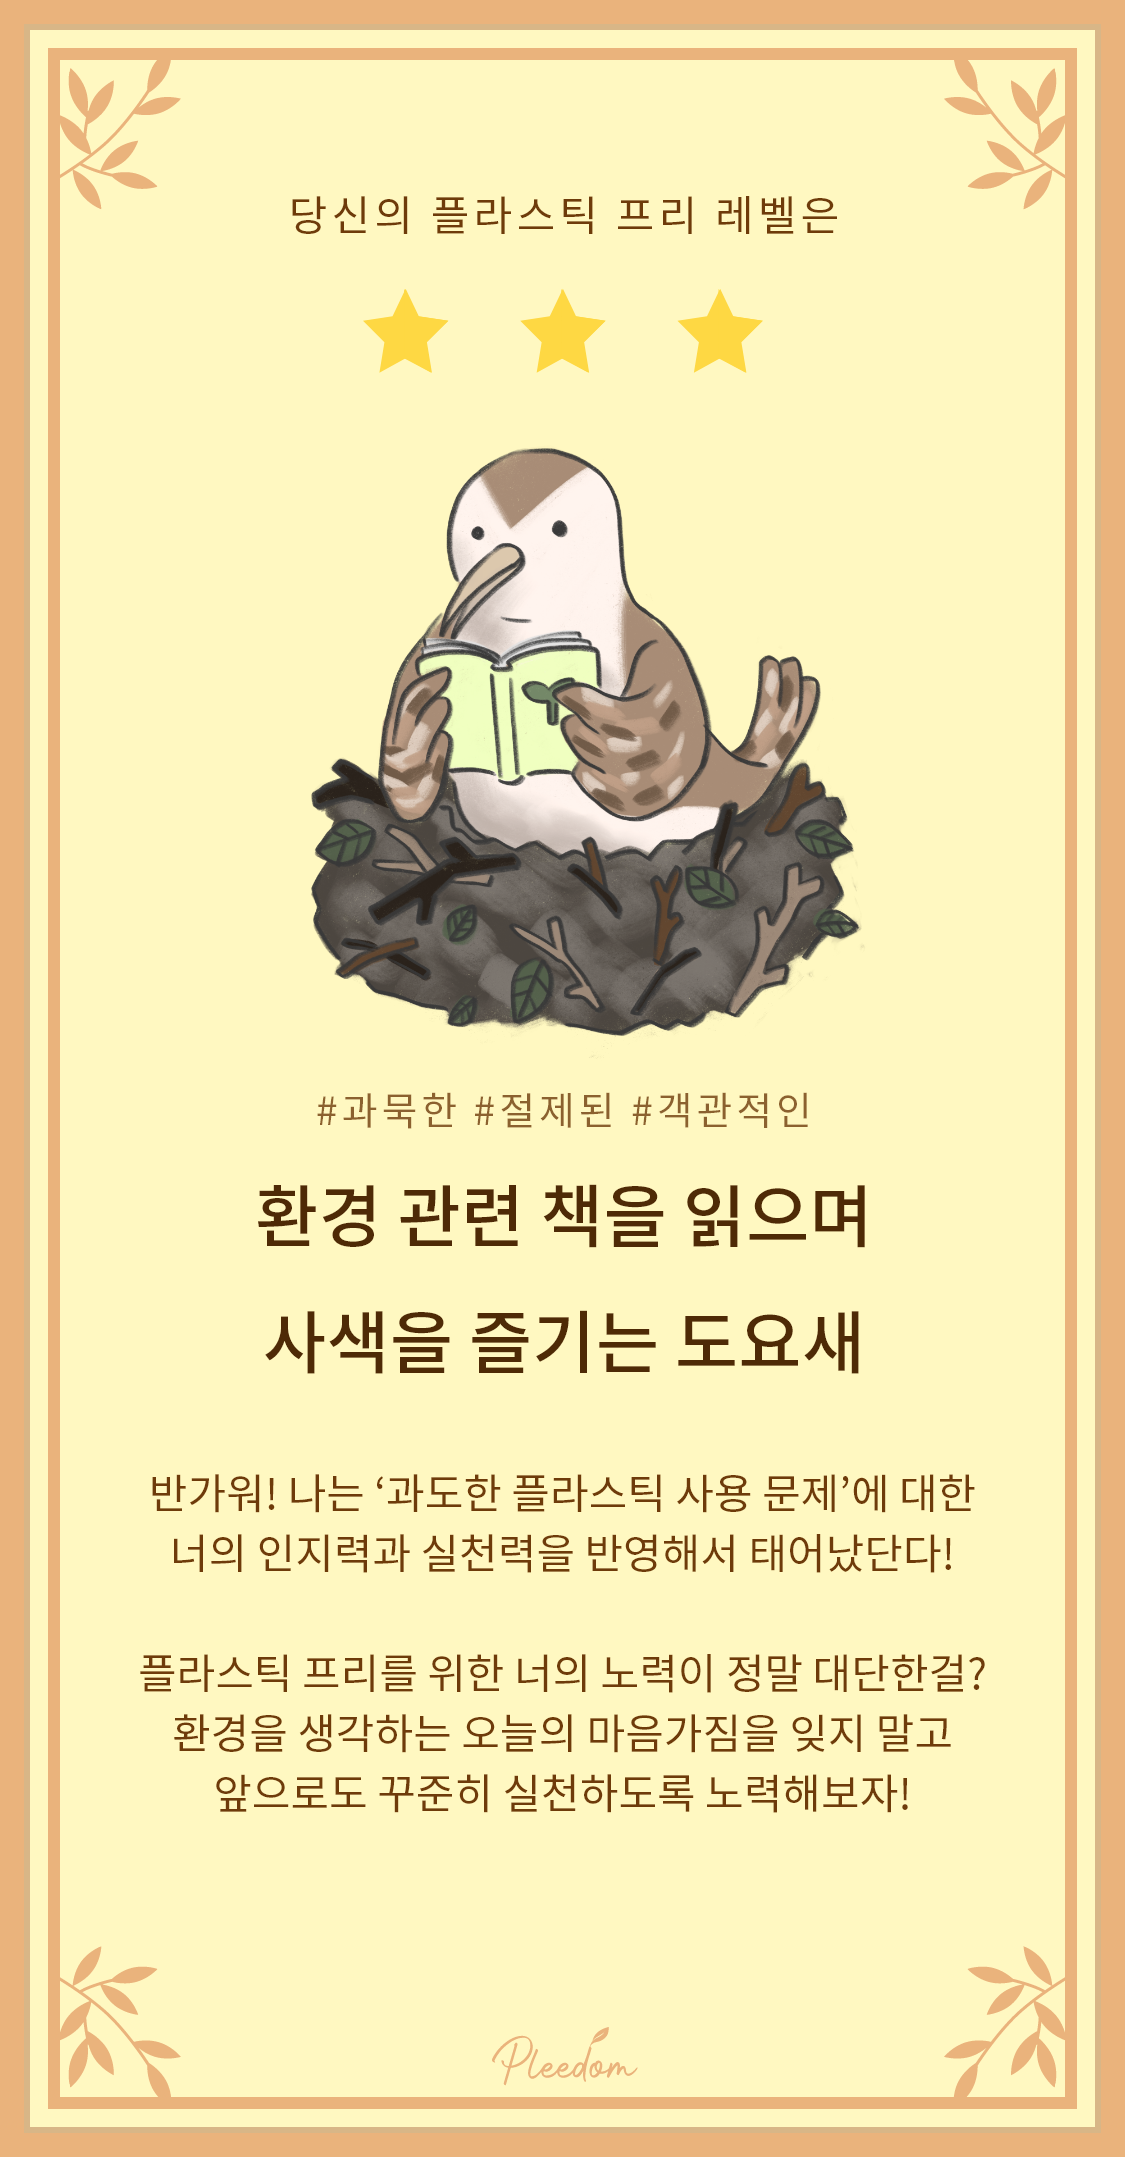 당신의 플라스틱 프리 레벨은
#과묵한 #절제된 #객관적인
환경 관련 책을 읽으며
사색을 즐기는 도요새
반가워! 나는 ‘과도한 플라스틱 사용 문제’에 대한
너의 인지력과 실천력을 반영해서 태어났단다!
플라스틱 프리를 위한 너의 노력이 정말 대단한걸?
환경을 생각하는 오늘의 마음가짐을 잊지 말고
앞으로도 꾸준히 실천하도록 노력해보자!
Pleedom